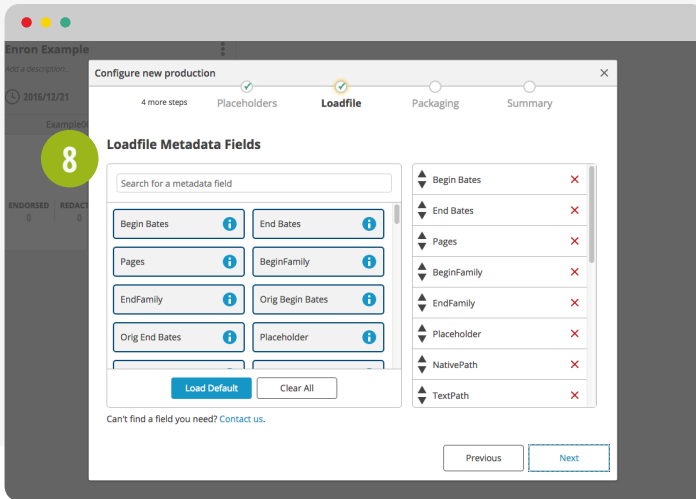 Enron Example
Add a description...
2016/12/21
Example0
ENDORSED REDACT
0 0
8
Configure new production
4 more steps Placeholders Loadfile Packaging Summary
Loadfile Metadata Fields
Search for a metadata field
Begin Bates End Bates
Pages BeginFamily
EndFamily Orig Begin Bates
Orig End Bates Placeholder
Load Default Clear All
Begin Bates
End Bates
Pages
BeginFamily
EndFamily
Placeholder
NativePath
TextPath
Can't find a field you need? Contact us.
Previous Next